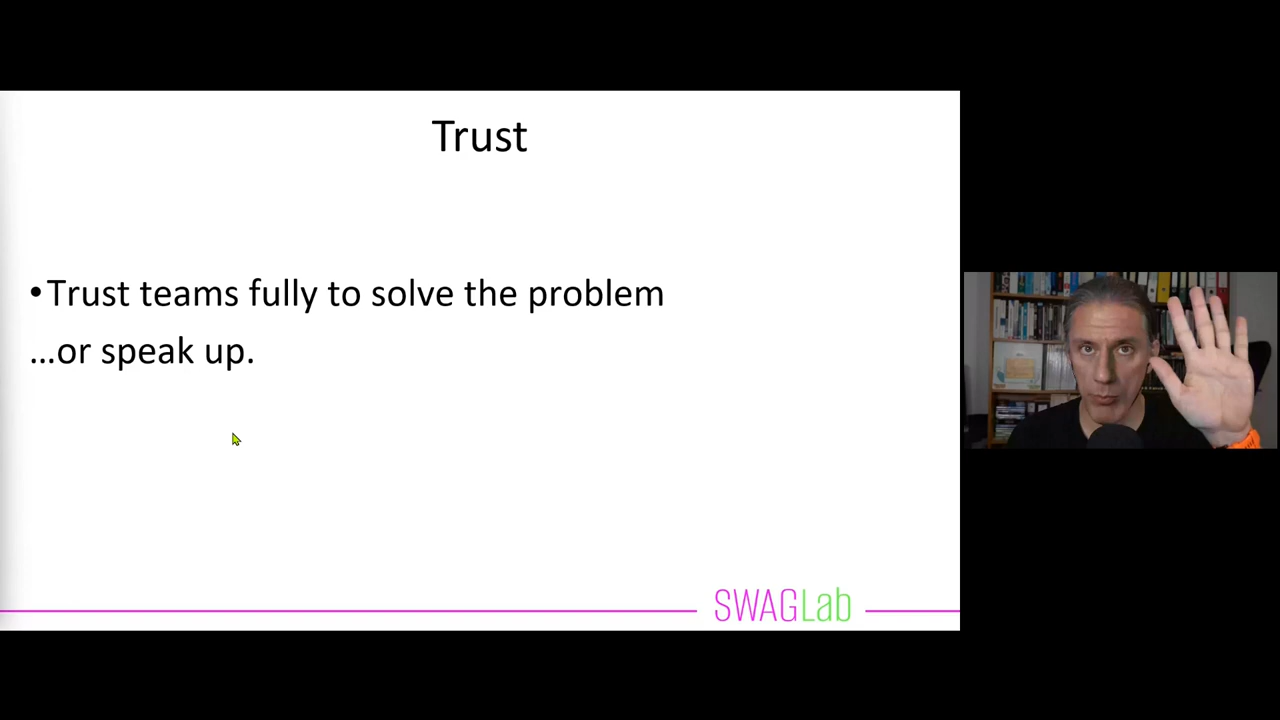 Trust
•Trust teams fully to solve the problem
…or speak up.
SWAGLab